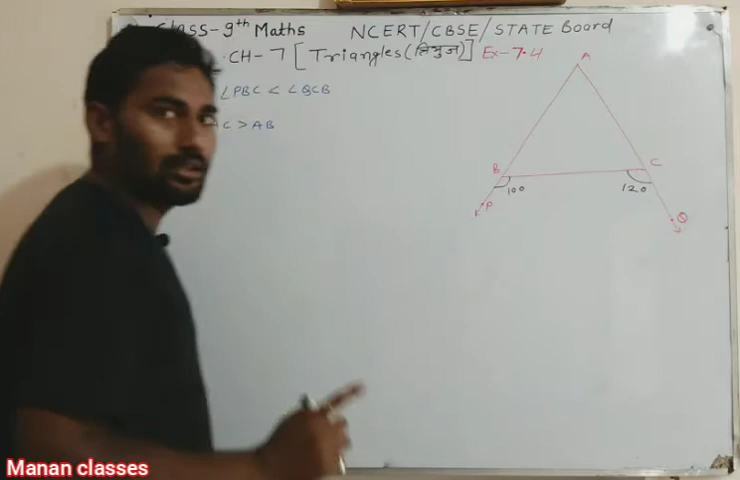 Class-9th Maths NCERT/CBSE/STATE Board
CH-7 [Triangles(त्रिभुज)] Ex-7.4
∠PBC < ∠QCB
C > AB
A
B
C
100
120
P
Q
Manan classes